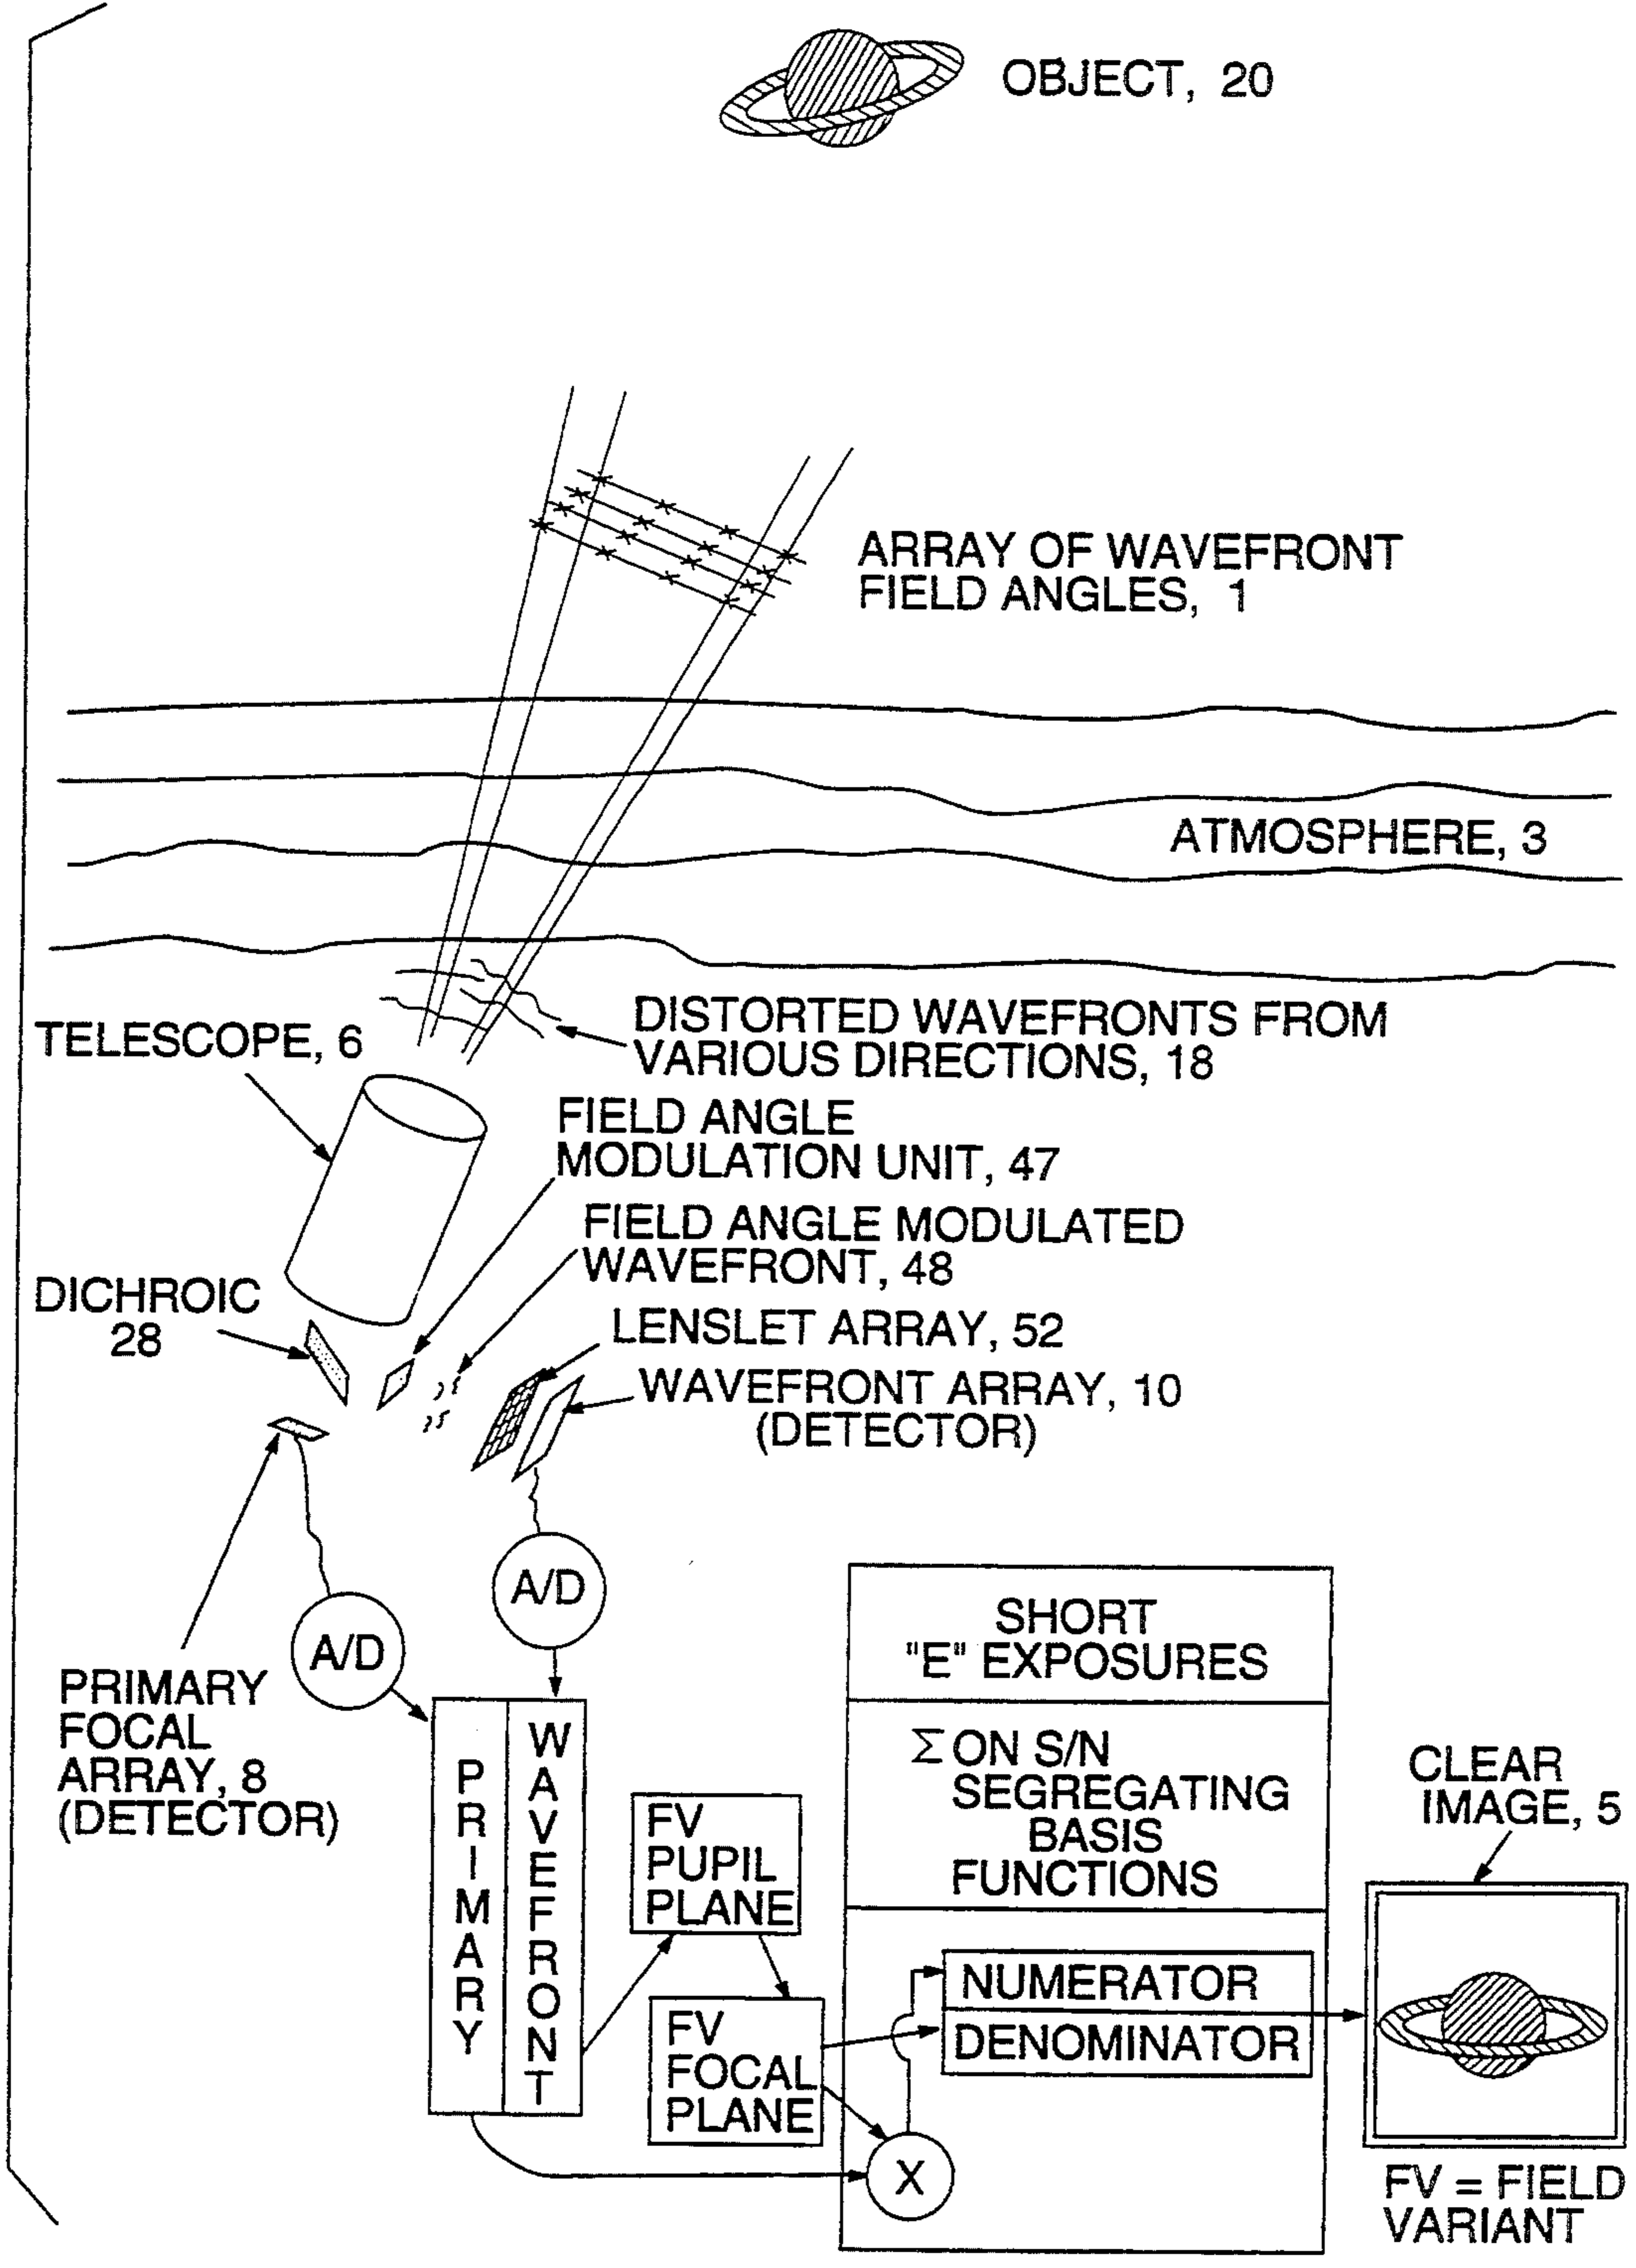 OBJECT, 20
ARRAY OF WAVEFRONT
FIELD ANGLES, 1
ATMOSPHERE, 3
DISTORTED WAVEFRONTS FROM
VARIOUS DIRECTIONS, 18
TELESCOPE, 6
FIELD ANGLE
MODULATION UNIT, 47
FIELD ANGLE MODULATED
WAVEFRONT, 48
DICHROIC
28
LENSLET ARRAY, 52
WAVEFRONT ARRAY, 10
(DETECTOR)
A/D
A/D
PRIMARY
FOCAL
ARRAY, 8
(DETECTOR)
PRIMARY
WAVEFRONT
FV
PUPIL
PLANE
FV
FOCAL
PLANE
SHORT
"E" EXPOSURES
Σ ON S/N
SEGREGATING
BASIS
FUNCTIONS
NUMERATOR
DENOMINATOR
X
CLEAR
IMAGE, 5
FV = FIELD
VARIANT